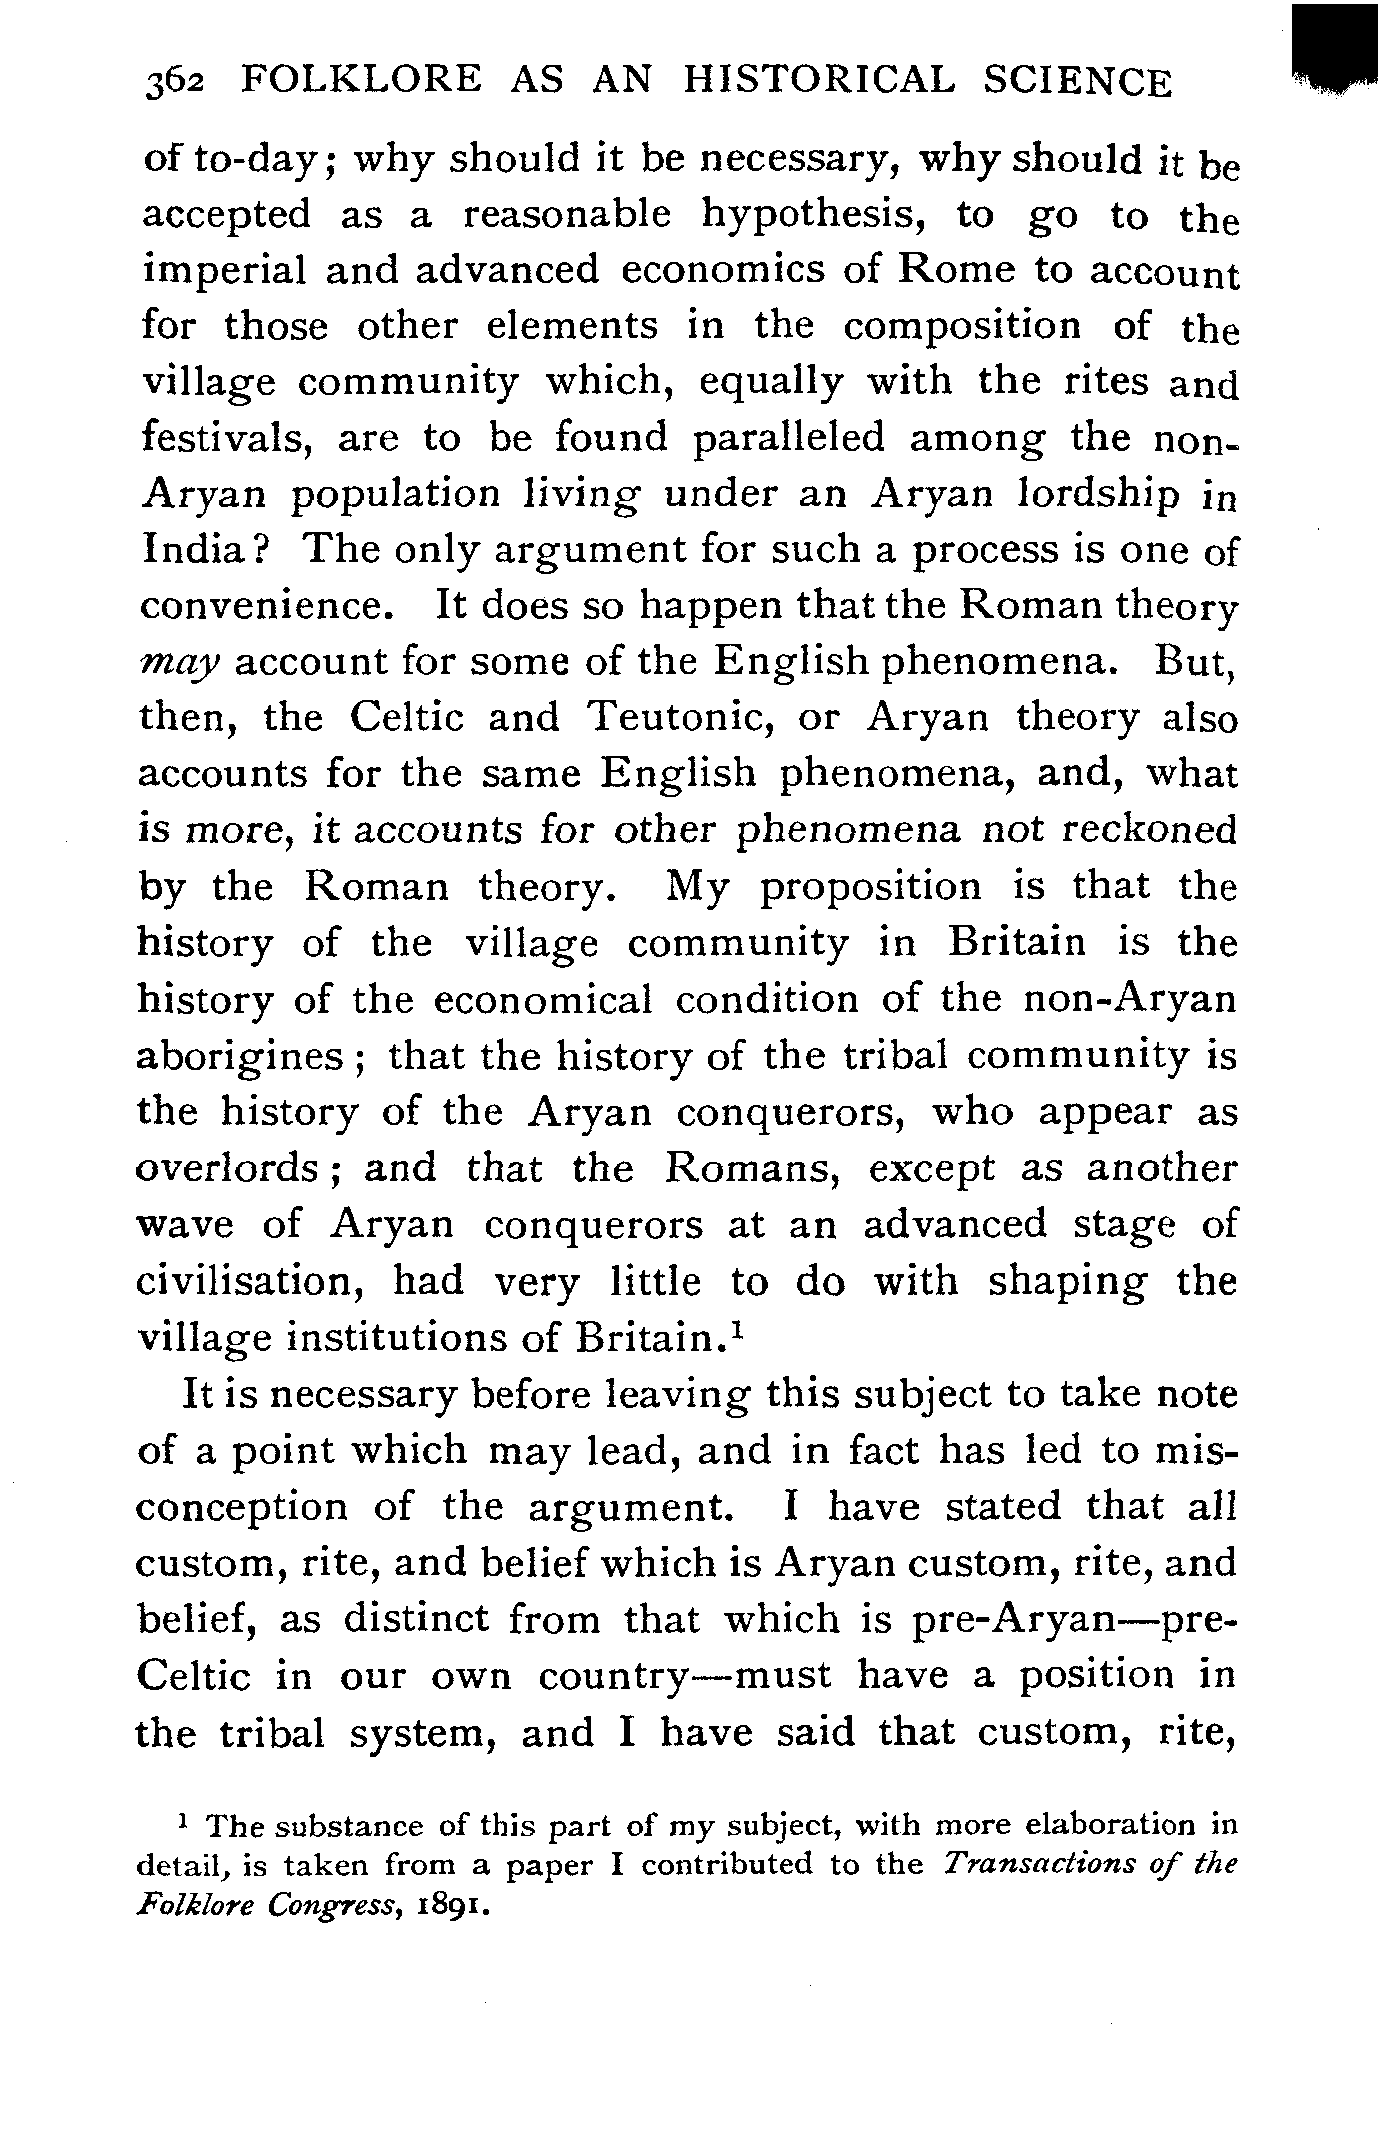 362 FOLKLORE AS AN HISTORICAL SCIENCE
of to-day; why should it be necessary, why should it be
accepted as a reasonable hypothesis, to go to the
imperial and advanced economics of Rome to account
for those other elements in the composition of the
village community which, equally with the rites and
festivals, are to be found paralleled among the non-
Aryan population living under an Aryan lordship in
India? The only argument for such a process is one of
convenience. It does so happen that the Roman theory
may account for some of the English phenomena. But,
then, the Celtic and Teutonic, or Aryan theory also
accounts for the same English phenomena, and, what
is more, it accounts for other phenomena not reckoned
by the Roman theory. My proposition is that the
history of the village community in Britain is the
history of the economical condition of the non-Aryan
aborigines; that the history of the tribal community is
the history of the Aryan conquerors, who appear as
overlords; and that the Romans, except as another
wave of Aryan conquerors at an advanced stage of
civilisation, had very little to do with shaping the
village institutions of Britain.¹
It is necessary before leaving this subject to take note
of a point which may lead, and in fact has led to mis-
conception of the argument. I have stated that all
custom, rite, and belief which is Aryan custom, rite, and
belief, as distinct from that which is pre-Aryan—pre-
Celtic in our own country—must have a position in
the tribal system, and I have said that custom, rite,
¹ The substance of this part of my subject, with more elaboration in
detail, is taken from a paper I contributed to the Transactions of the
Folklore Congress, 1891.